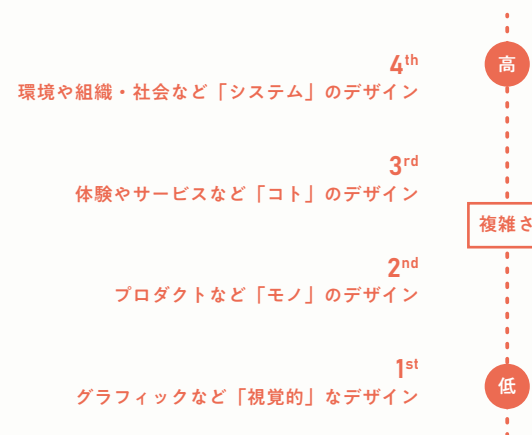 4th
高
環境や組織・社会など「システム」のデザイン
3rd
体験やサービスなど「コト」のデザイン
複雑さ
2nd
プロダクトなど「モノ」のデザイン
1st
低
グラフィックなど「視覚的」なデザイン